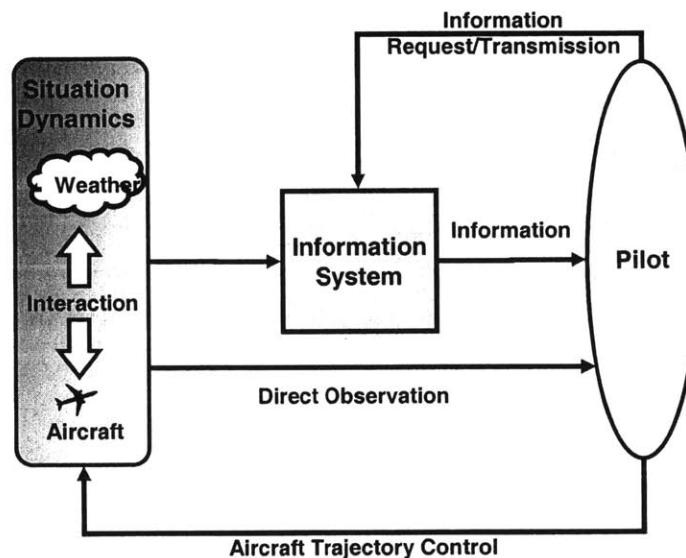 Information
Request/Transmission
Situation
Dynamics
Weather
Interaction
Aircraft
Information
System
Information
Pilot
Direct Observation
Aircraft Trajectory Control